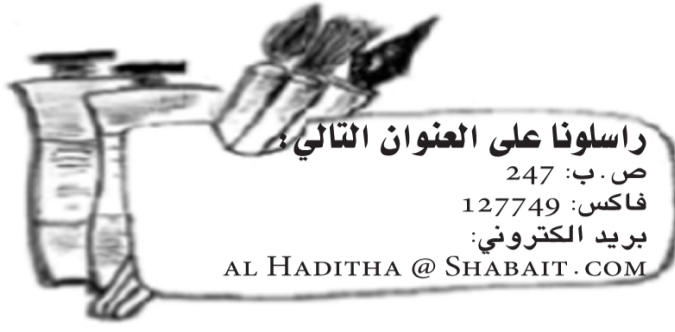 راسلونا على العنوان التالي:
ص.ب: 247
فاكس: 127749
بريد الكتروني:
AL HADITHA @ SHABAIT.COM